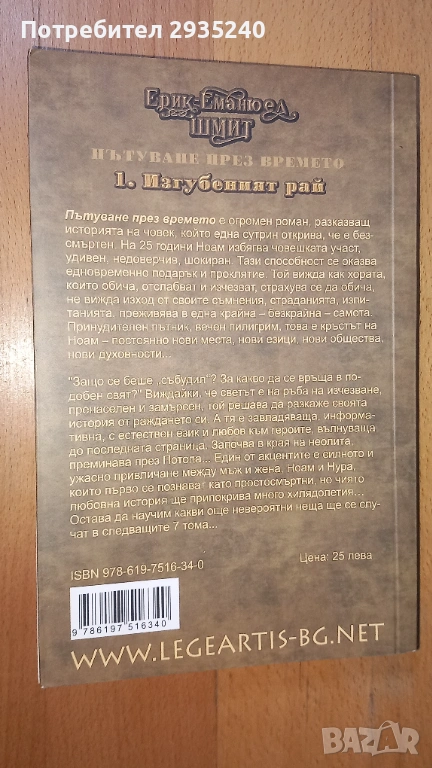 Потребител 2935240
Ерик-Еманюел
ШМИТ
ПЪТУВАНЕ ПРЕЗ ВРЕМЕТО
1. Изгубеният рай
Пътуване през времето е огромен роман, разказващ
историята на човек, който една сутрин открива, че е без-
смъртен. На 25 години Ноам избягва човешката участ,
удивен, недоверчив, шокиран. Тази способност се оказва
едновременно подарък и проклятие. Той вижда как хората,
които обича, отслабват и изчезват, страхува се да обича,
не вижда изход от своите съмнения, страданията, изпи-
танията, преживява в една крайна – безкрайна – самота.
Принудителен пътник, вечен пилигрим, това е кръстът на
Ноам – постоянно нови места, нови езици, нови общества,
нови духовности...
"Защо се беше „събудил"? За какво да се връща в по-
добен свят?" Виждайки, че светът е на ръба на изчезване,
пренаселен и замърсен, той решава да разкаже своята
история от раждането си. А тя е завладяваща, информа-
тивна, с естествен език и любов към героите, вълнуваща
до последната страница. Започва в края на неолита,
преминава през Потопа... Един от акцентите е силното и
ужасно привличане между мъж и жена, Ноам и Нура,
които първо се познават като простосмъртни, но чиято
любовна история ще припокрива много хилядолетия...
Остава да научим какви още невероятни неща ще се слу-
чат в следващите 7 тома...
ISBN 978-619-7516-34-0
Цена: 25 лева
9 786197 516340
WWW.LEGEARTIS-BG.NET
BAZAR